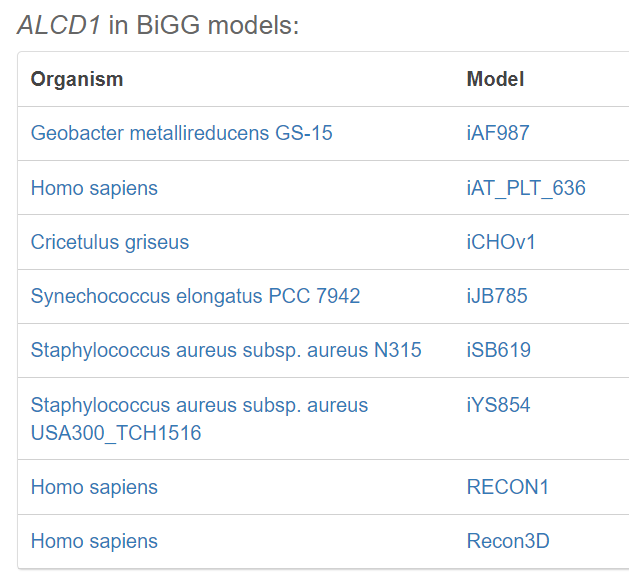 ALCD1 in BiGG models:
Organism Model
Geobacter metallireducens GS-15 iAF987
Homo sapiens iAT_PLT_636
Cricetulus griseus iCHOv1
Synechococcus elongatus PCC 7942 iJB785
Staphylococcus aureus subsp. aureus N315 iSB619
Staphylococcus aureus subsp. aureus iYS854
USA300_TCH1516
Homo sapiens RECON1
Homo sapiens Recon3D